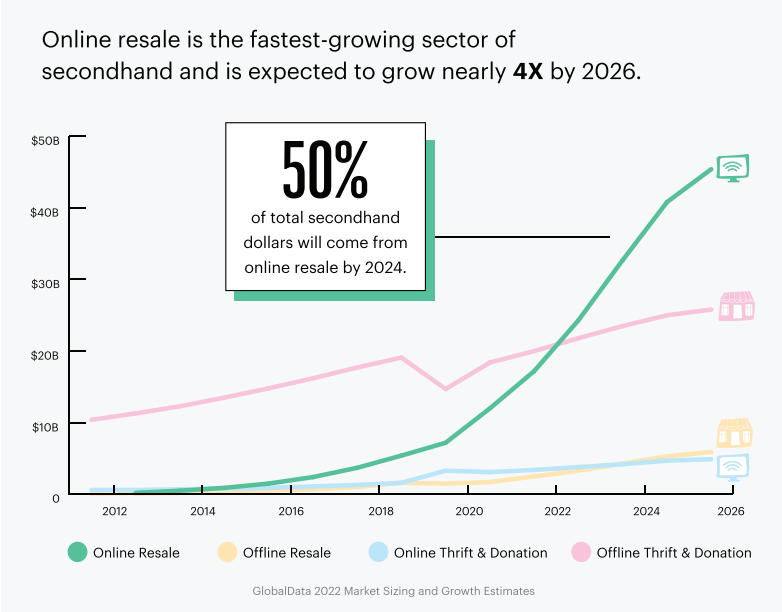 Online resale is the fastest-growing sector of
secondhand and is expected to grow nearly 4X by 2026.
50%
of total secondhand
dollars will come from
online resale by 2024.
$50B
$40B
$30B
$20B
$10B
0
2012 2014 2016 2018 2020 2022 2024 2026
Online Resale Offline Resale Online Thrift & Donation Offline Thrift & Donation
GlobalData 2022 Market Sizing and Growth Estimates